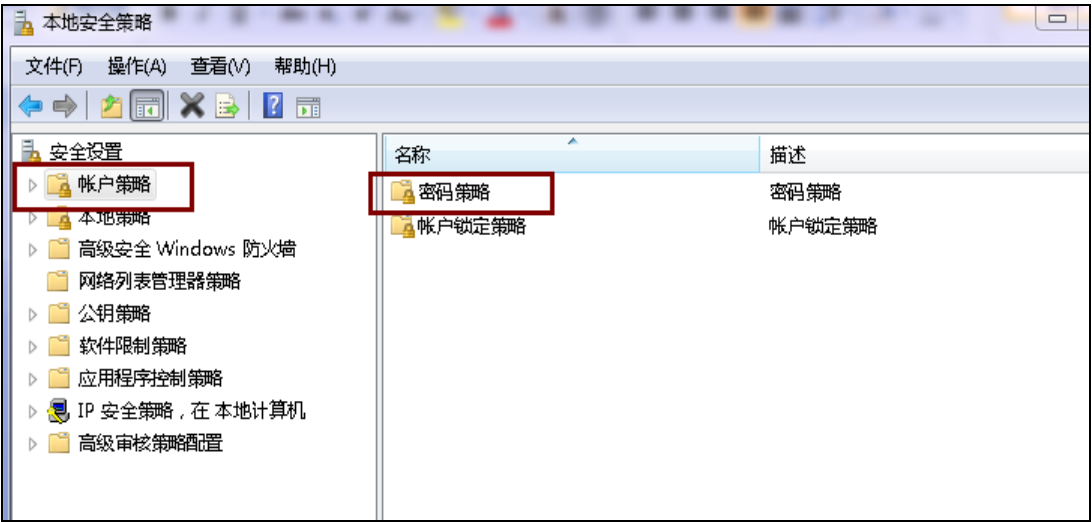 本地安全策略
文件(F) 操作(A) 查看(V) 帮助(H)
安全设置
帐户策略
本地策略
高级安全 Windows 防火墙
网络列表管理器策略
公钥策略
软件限制策略
应用程序控制策略
IP 安全策略，在 本地计算机
高级审核策略配置
名称 描述
密码策略 密码策略
帐户锁定策略 帐户锁定策略